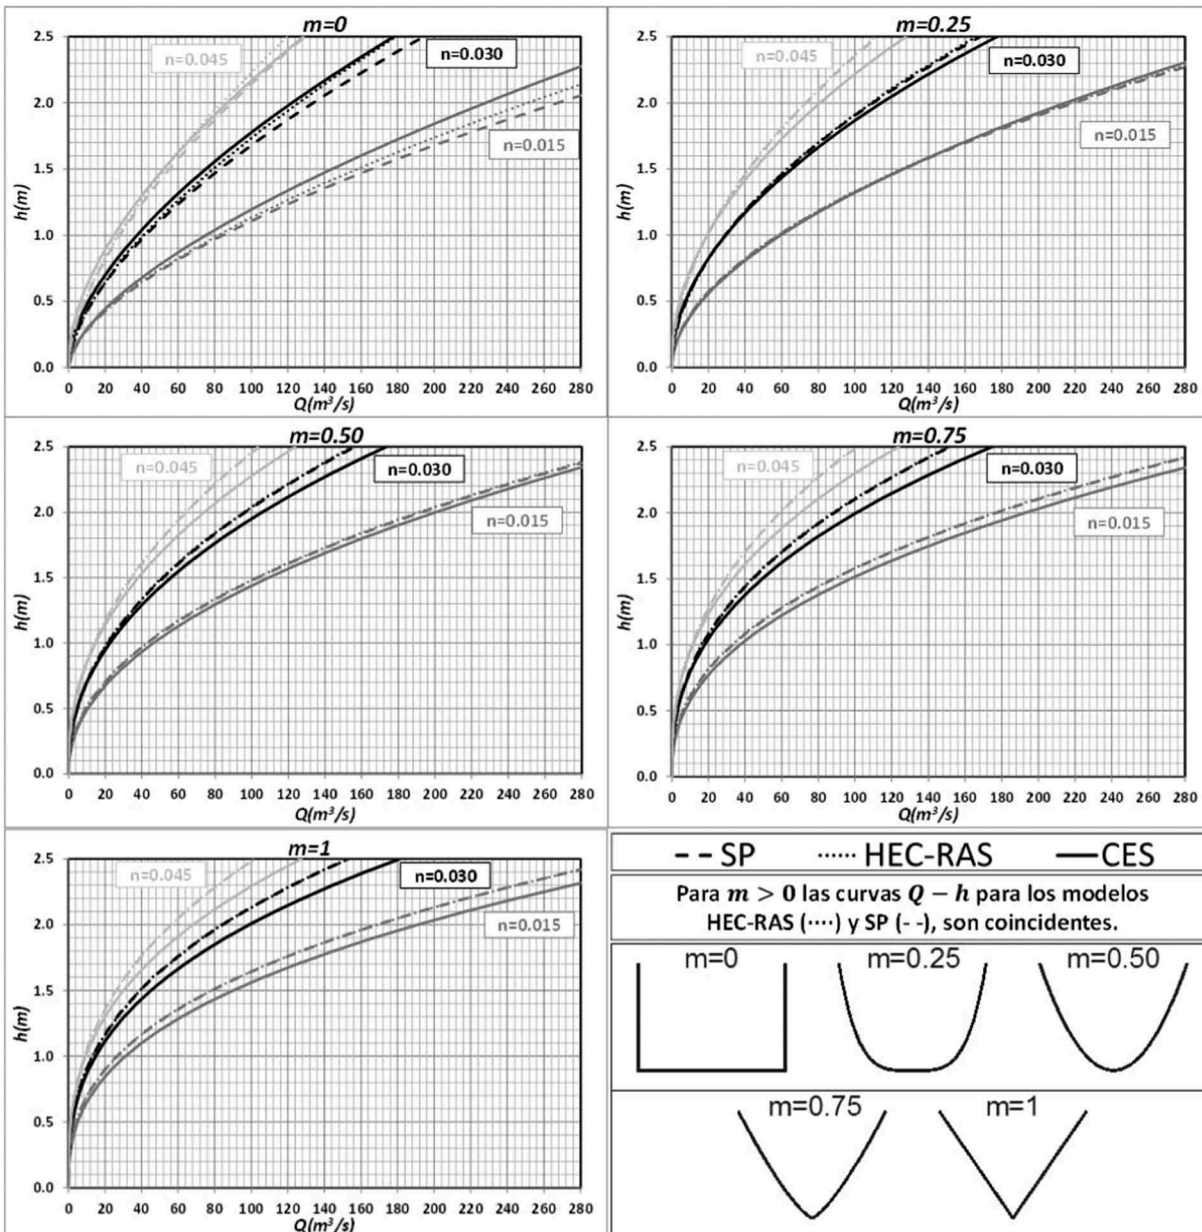 m=0
2.5
2.0
1.5
1.0
0.5
0.0
h(m)
n=0.045
n=0.030
n=0.015
0 20 40 60 80 100 120 140 160 180 200 220 240 260 280
Q(m³/s)
m=0.25
2.5
2.0
1.5
1.0
0.5
0.0
h(m)
n=0.045
n=0.030
n=0.015
0 20 40 60 80 100 120 140 160 180 200 220 240 260 280
Q(m³/s)
m=0.50
2.5
2.0
1.5
1.0
0.5
0.0
h(m)
n=0.045
n=0.030
n=0.015
0 20 40 60 80 100 120 140 160 180 200 220 240 260 280
Q(m³/s)
m=0.75
2.5
2.0
1.5
1.0
0.5
0.0
h(m)
n=0.045
n=0.030
n=0.015
0 20 40 60 80 100 120 140 160 180 200 220 240 260 280
Q(m³/s)
m=1
2.5
2.0
1.5
1.0
0.5
0.0
h(m)
n=0.045
n=0.030
n=0.015
0 20 40 60 80 100 120 140 160 180 200 220 240 260 280
Q(m³/s)
-- SP ····· HEC-RAS — CES
Para m > 0 las curvas Q − h para los modelos
HEC-RAS (····) y SP (- -), son coincidentes.
m=0 m=0.25 m=0.50
m=0.75 m=1